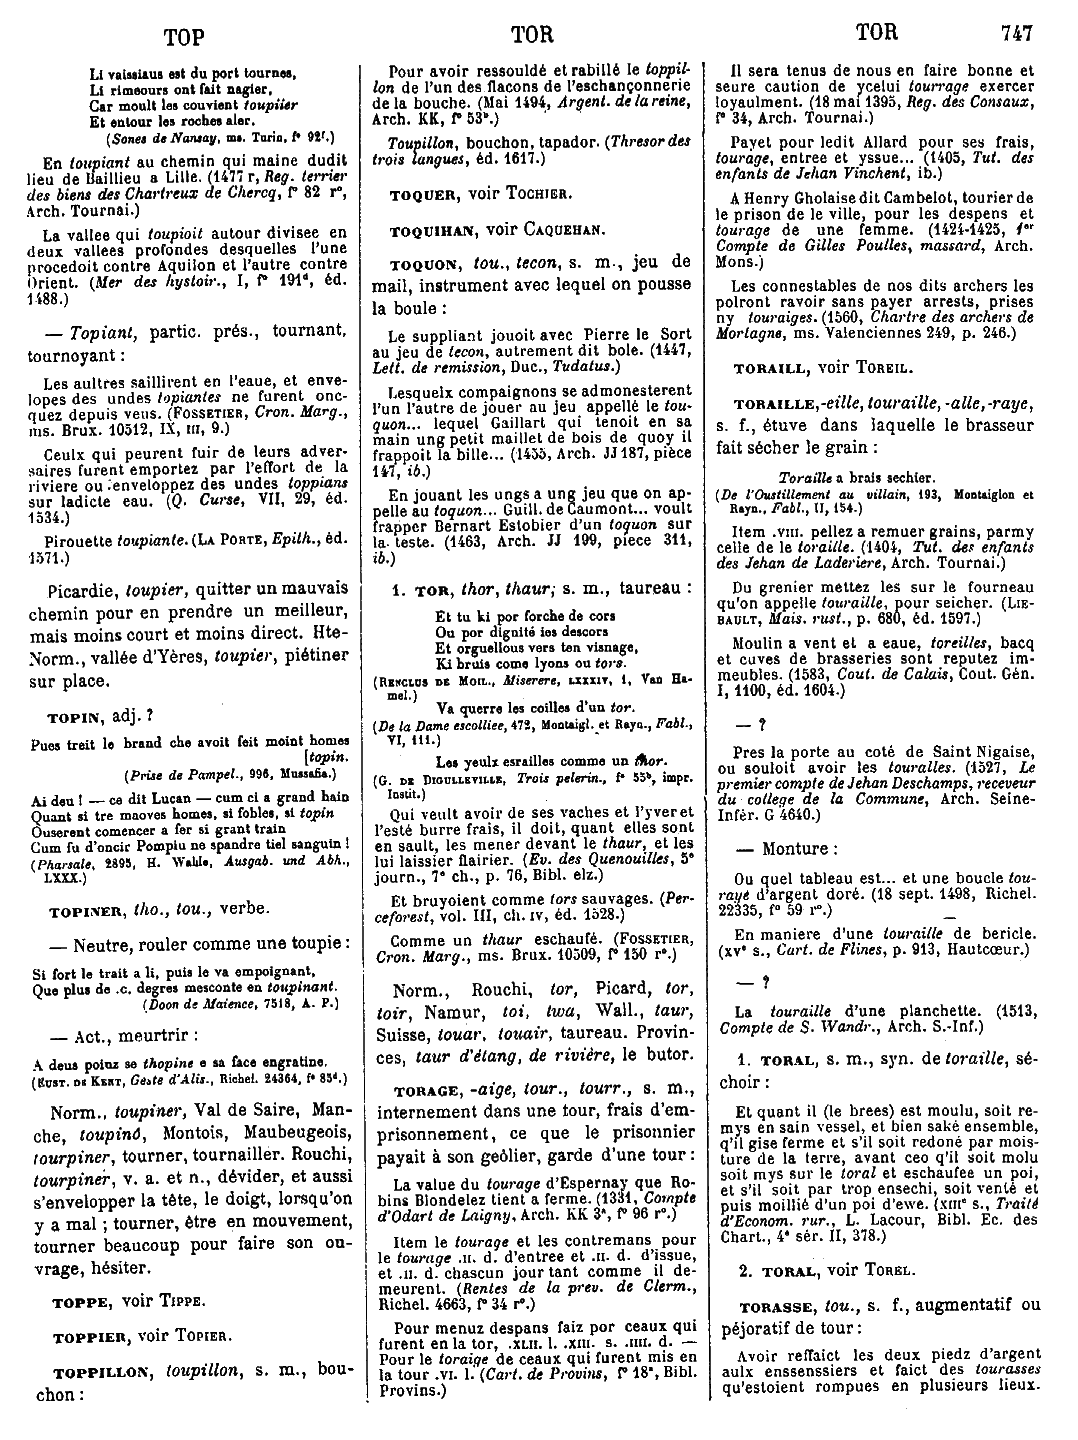 TOP
TOR
TOR 747
Li vaissiaus est du port tournes,
Li rimeours ont fait nagier,
Car moult les couvient toupiier
Et entour les roches aler.
(Sones de Nansay, ms. Turin, f° 92ʳ.)
En toupiant au chemin qui maine dudit
lieu de Baillieu a Lille. (1477 r, Reg. terrier
des biens des Chartreux de Chercq, f° 82 r°,
Arch. Tournai.)
La vallee qui toupioit autour divisee en
deux vallees profondes desquelles l'une
procedoit contre Aquilon et l'autre contre
Orient. (Mer des hystoir., I, f° 191ᵈ, éd.
1488.)
— Topiant, partic. prés., tournant,
tournoyant :
Les aultres saillirent en l'eaue, et enve-
lopes des undes topiantes ne furent onc-
quez depuis veus. (FOSSETIER, Cron. Marg.,
ms. Brux. 10512, IX, III, 9.)
Ceulx qui peurent fuir de leurs adver-
saires furent emportez par l'effort de la
riviere ou enveloppez des undes toppians
sur ladicte eau. (Q. Curse, VII, 29, éd.
1534.)
Pirouette toupiante. (LA PORTE, Epith., éd.
1571.)
Picardie, toupier, quitter un mauvais
chemin pour en prendre un meilleur,
mais moins court et moins direct. Hte-
Norm., vallée d'Yères, toupier, piétiner
sur place.
TOPIN, adj. ?
Pues treit le brand che avoit feit moint homes
[topin.
(Prise de Pampel., 996, Mussafia.)
Ai deu ! — ce dit Lucan — cum ci a grand hain
Quant si tre maoves homes, si fobles, si topin
Ouserent comencer a fer si grant train
Cum fu d'oncir Pompiu ne spandre tiel sanguin !
(Pharsale, 2895, H. Wahle, Ausgab. und Abh.,
LXXX.)
TOPINER, tho., tou., verbe.
— Neutre, rouler comme une toupie :
Si fort le trait a li, puis le va empoignant,
Que plus de .c. degres mesconte en toupinant.
(Doon de Maience, 7518, A. P.)
— Act., meurtrir :
A deus poinz se thopine e sa face engratine.
(EUST. DE KENT, Geste d'Alis., Richel. 24364, f° 85ᵈ.)
Norm., toupiner, Val de Saire, Man-
che, toupinô, Montois, Maubeugeois,
tourpiner, tourner, tournailler. Rouchi,
tourpiner, v. a. et n., dévider, et aussi
s'envelopper la tête, le doigt, lorsqu'on
y a mal ; tourner, être en mouvement,
tourner beaucoup pour faire son ou-
vrage, hésiter.
TOPPE, voir TIPPE.
TOPPIER, voir TOPIER.
TOPPILLON, toupillon, s. m., bou-
chon :
Pour avoir ressouldé et rabillé le toppil-
lon de l'un des flacons de l'eschançonnerie
de la bouche. (Mai 1494, Argent. de la reine,
Arch. KK, f° 53ᵇ.)
Toupillon, bouchon, tapador. (Thresor des
trois langues, éd. 1617.)
TOQUER, voir TOCHIER.
TOQUIHAN, voir CAQUEHAN.
TOQUON, tou., tecon, s. m., jeu de
mail, instrument avec lequel on pousse
la boule :
Le suppliant jouoit avec Pierre le Sort
au jeu de tecon, autrement dit bole. (1447,
Lett. de remission, Duc., Tudatus.)
Lesquelx compaignons se admonesterent
l'un l'autre de jouer au jeu appellé le tou-
quon... lequel Gaillart qui tenoit en sa
main ung petit maillet de bois de quoy il
frappoit la bille... (1455, Arch. JJ 187, pièce
147, ib.)
En jouant les ungs a ung jeu que on ap-
pelle au toquon... Guill. de Caumont... voult
frapper Bernart Estobier d'un toquon sur
la teste. (1463, Arch. JJ 199, piece 311,
ib.)
1. TOR, thor, thaur; s. m., taureau :
Et tu ki por forche de cors
Ou por dignité ies descors
Et orguellous vers ten visnage,
Ki bruis come lyons ou tors.
(RENCLUS DE MOIL., Miserere, LXXXIV, 1, Van Ha-
mel.)
Va querre les coilles d'un tor.
(De la Dame escolliee, 472, Montaigl. et Rayn., Fabl.,
VI, 111.)
Les yeulx esrailles comme un thor.
(G. DE DIGULLEVILLE, Trois pelerin., f° 55ᵇ, impr.
Instit.)
Qui veult avoir de ses vaches et l'yver et
l'esté burre frais, il doit, quant elles sont
en sault, les mener devant le thaur, et les
lui laissier flairier. (Ev. des Quenouilles, 5ᵉ
journ., 7ᵉ ch., p. 76, Bibl. elz.)
Et bruyoient comme tors sauvages. (Per-
ceforest, vol. III, ch. IV, éd. 1528.)
Comme un thaur eschaufé. (FOSSETIER,
Cron. Marg., ms. Brux. 10509, f° 150 r°.)
Norm., Rouchi, tor, Picard, tor,
toir, Namur, toi, twa, Wall., taur,
Suisse, touar, touair, taureau. Provin-
ces, taur d'étang, de rivière, le butor.
TORAGE, -aige, tour., tourr., s. m.,
internement dans une tour, frais d'em-
prisonnement, ce que le prisonnier
payait à son geôlier, garde d'une tour :
La value du tourage d'Espernay que Ro-
bins Blondelez tient a ferme. (1331, Compte
d'Odart de Laigny, Arch. KK 3ᵃ, f° 96 r°.)
Item le tourage et les contremans pour
le tourage .II. d. d'entree et .II. d. d'issue,
et .II. d. chascun jour tant comme il de-
meurent. (Rentes de la prev. de Clerm.,
Richel. 4663, f° 34 r°.)
Pour menuz despans faiz por ceaux qui
furent en la tor, .XLII. l. .XIII. s. .IIII. d. —
Pour le toraige de ceaux qui furent mis en
la tour .VI. l. (Cart. de Provins, f° 18ᵃ, Bibl.
Provins.)
Il sera tenus de nous en faire bonne et
seure caution de ycelui tourrage exercer
loyaulment. (18 mai 1395, Reg. des Consaux,
f° 34, Arch. Tournai.)
Payet pour ledit Allard pour ses frais,
tourage, entree et yssue... (1405, Tut. des
enfants de Jehan Vinchent, ib.)
A Henry Gholaise dit Cambelot, tourier de
le prison de le ville, pour les despens et
tourage de une femme. (1424-1425, 1ᵉʳ
Compte de Gilles Poulles, massard, Arch.
Mons.)
Les connestables de nos dits archers les
polront ravoir sans payer arrests, prises
ny touraiges. (1560, Chartre des archers de
Mortagne, ms. Valenciennes 249, p. 246.)
TORAILL, voir TOREIL.
TORAILLE,-eille, touraille, -alle,-raye,
s. f., étuve dans laquelle le brasseur
fait sécher le grain :
Toraille a brais sechier.
(De l'Oustillement au villain, 193, Montaiglon et
Rayn., Fabl., II, 154.)
Item .VIII. pellez a remuer grains, parmy
celle de le toraille. (1404, Tut. des enfants
des Jehan de Laderiere, Arch. Tournai.)
Du grenier mettez les sur le fourneau
qu'on appelle touraille, pour seicher. (LIE-
BAULT, Mais. rust., p. 680, éd. 1597.)
Moulin a vent et a eaue, toreilles, bacq
et cuves de brasseries sont reputez im-
meubles. (1583, Cout. de Calais, Cout. Gén.
I, 1100, éd. 1604.)
— ?
Pres la porte au coté de Saint Nigaise,
ou souloit avoir les touralles. (1527, Le
premier compte de Jehan Deschamps, receveur
du college de la Commune, Arch. Seine-
Infér. G 4640.)
— Monture :
Ou quel tableau est... et une boucle tou-
raye d'argent doré. (18 sept. 1498, Richel.
22335, f° 59 r°.)
En maniere d'une touraille de bericle.
(XVᵉ s., Cart. de Flines, p. 913, Hautcœur.)
— ?
La touraille d'une planchette. (1513,
Compte de S. Wandr., Arch. S.-Inf.)
1. TORAL, s. m., syn. de toraille, sé-
choir :
Et quant il (le brees) est moulu, soit re-
mys en sain vessel, et bien saké ensemble,
q'il gise ferme et s'il soit redoné par mois-
ture de la terre, avant ceo q'il soit molu
soit mys sur le toral et eschaufee un poi,
et s'il soit par trop ensechi, soit venté et
puis moillié d'un poi d'ewe. (XIIIᵉ s., Traité
d'Econom. rur., L. Lacour, Bibl. Ec. des
Chart., 4ᵉ sér. II, 378.)
2. TORAL, voir TOREL.
TORASSE, tou., s. f., augmentatif ou
péjoratif de tour :
Avoir reffaict les deux piedz d'argent
aulx enssenssiers et faict des tourasses
qu'estoient rompues en plusieurs lieux.